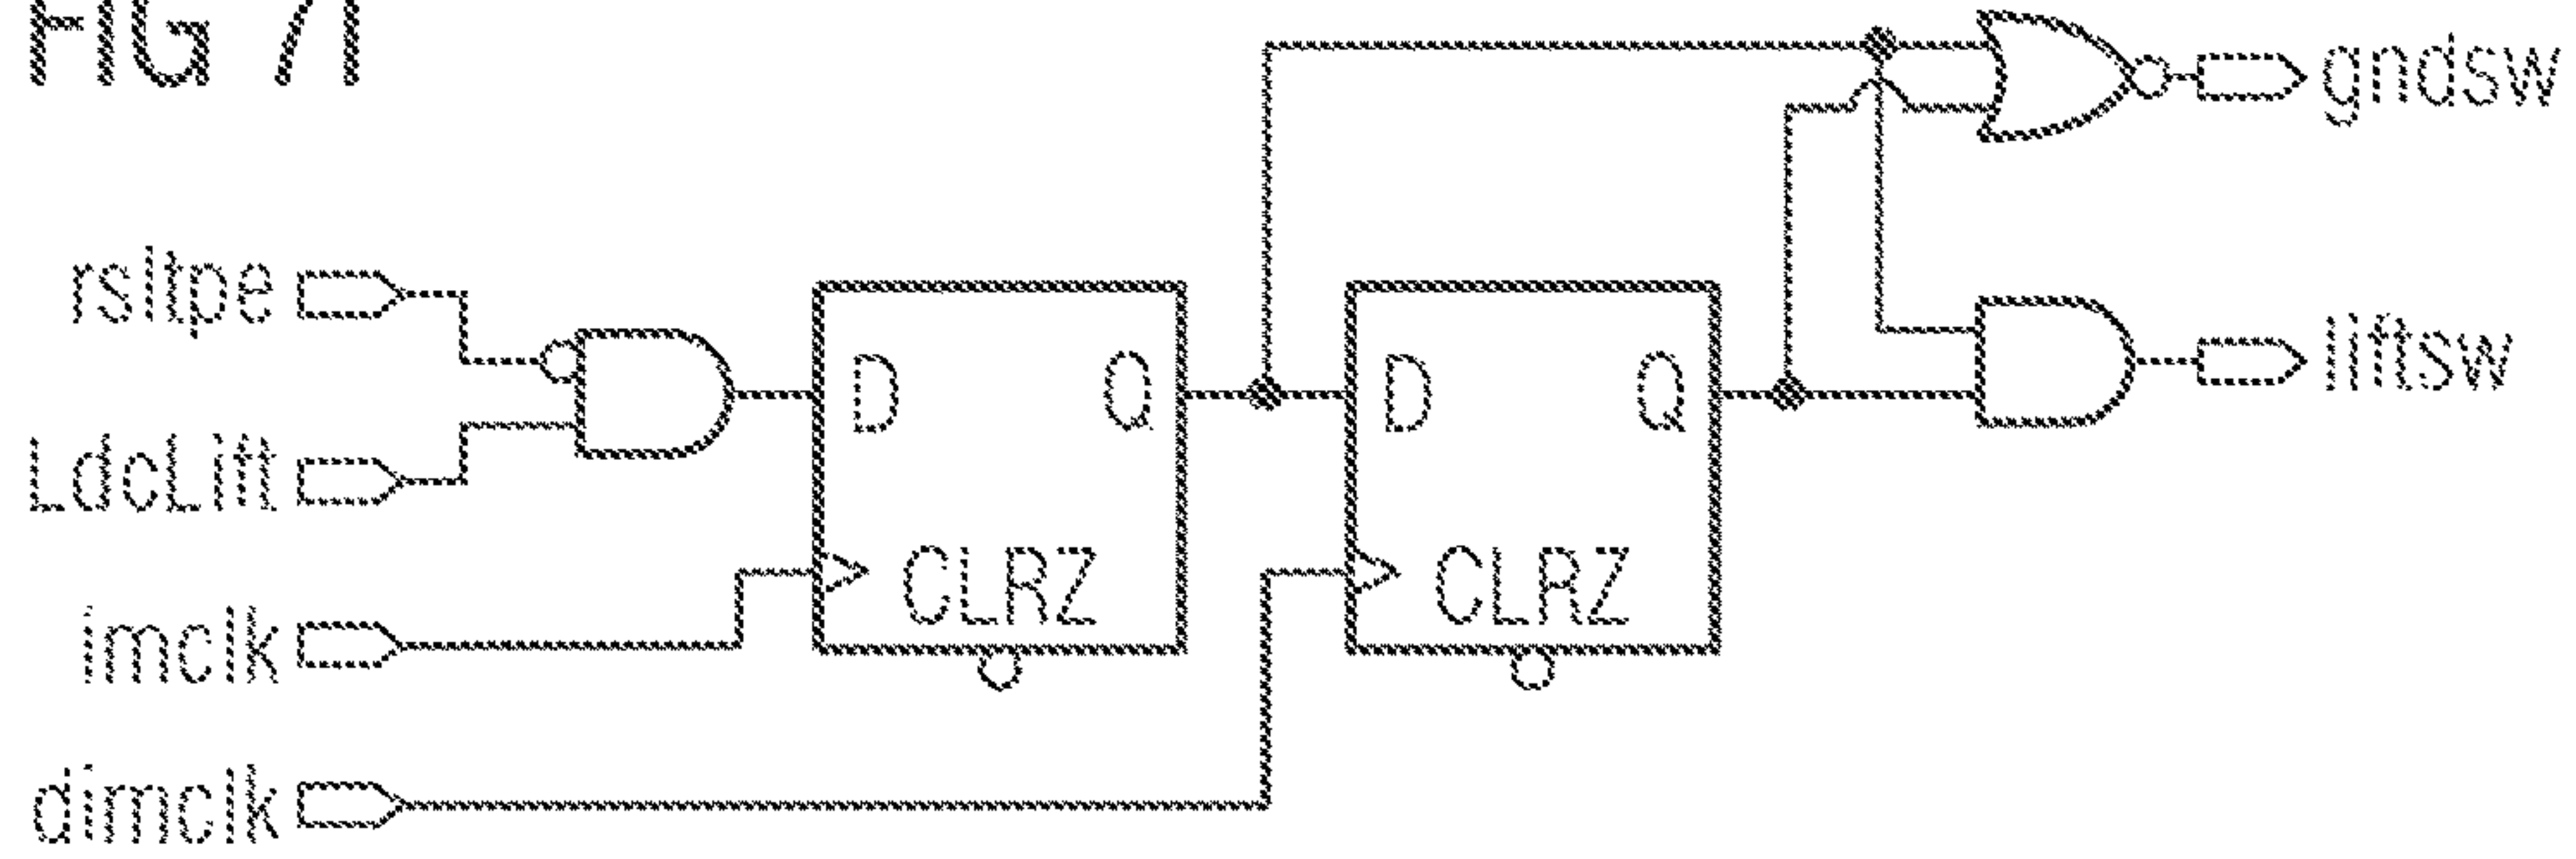 FIG 7I
gndsw
rsltpe
liftsw
D Q D Q
LdcLift
CLRZ CLRZ
imclk
dimclk